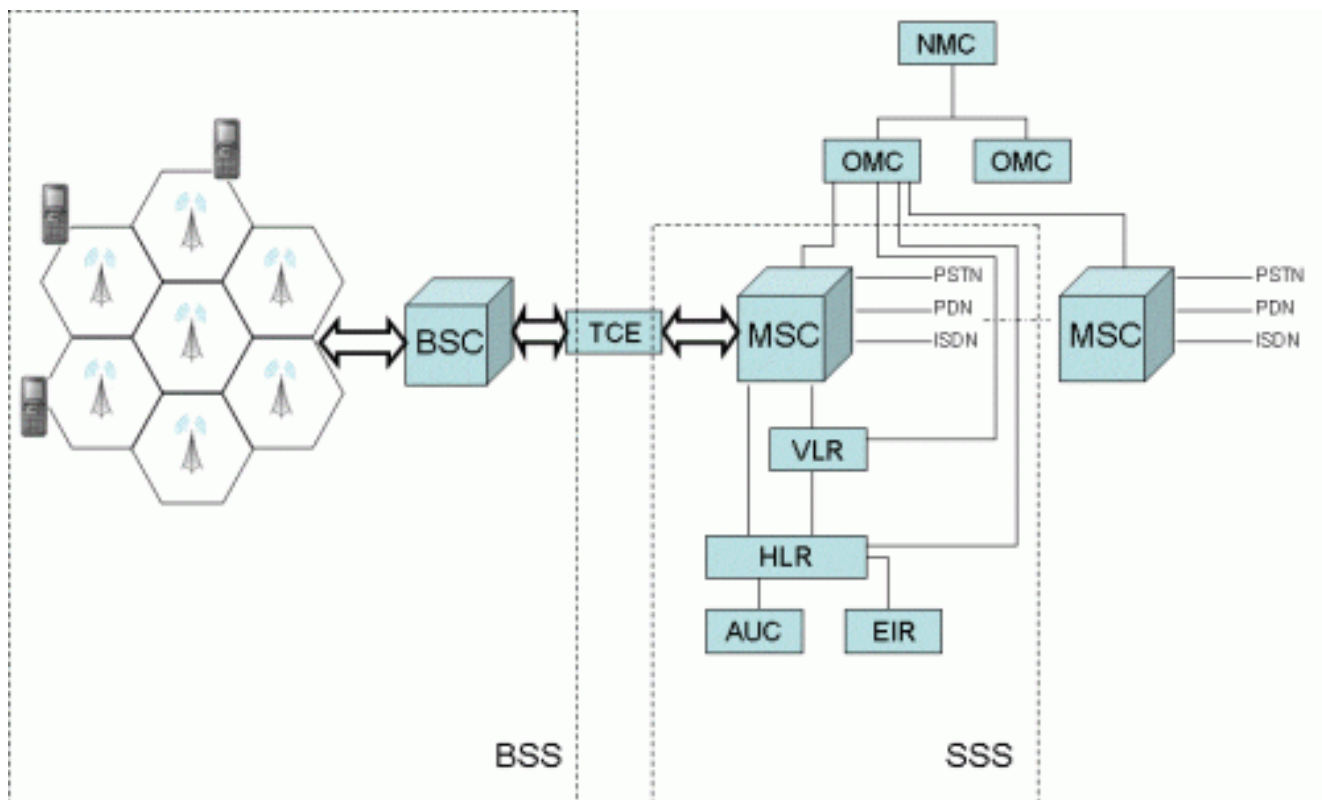 NMC
OMC
OMC
PSTN
PDN
ISDN
PSTN
PDN
ISDN
BSC
TCE
MSC
MSC
VLR
HLR
AUC
EIR
BSS
SSS